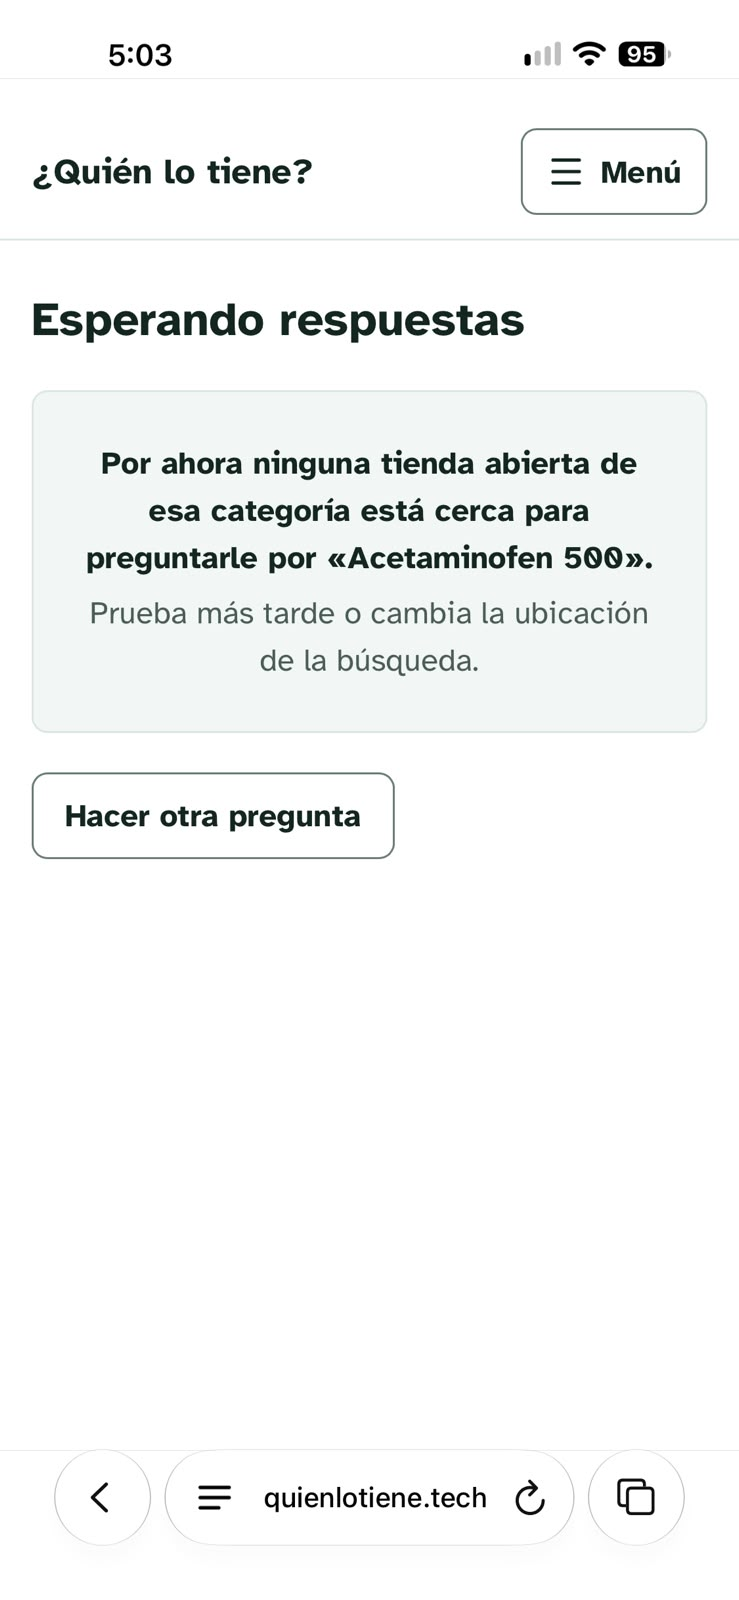 5:03
95
¿Quién lo tiene?
Menú
Esperando respuestas
Por ahora ninguna tienda abierta de
esa categoría está cerca para
preguntarle por «Acetaminofen 500».
Prueba más tarde o cambia la ubicación
de la búsqueda.
Hacer otra pregunta
quienlotiene.tech